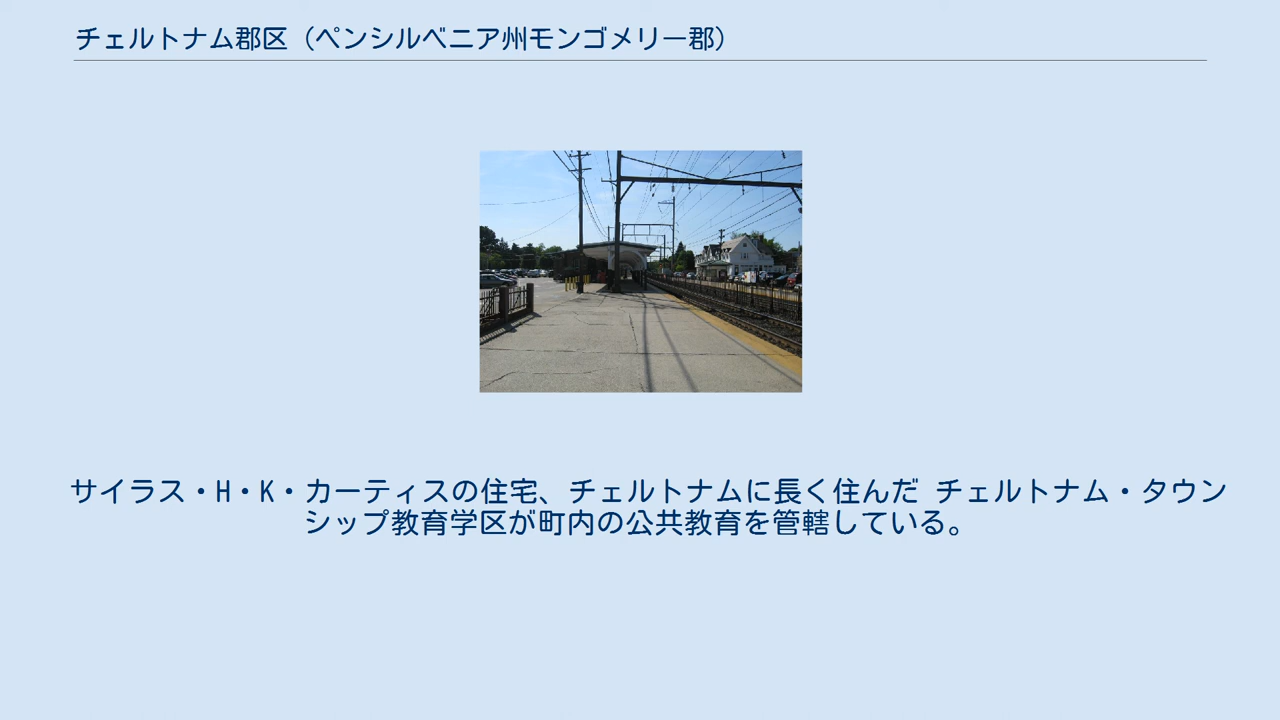 チェルトナム郡区（ペンシルベニア州モンゴメリー郡）
サイラス・H・K・カーティスの住宅、チェルトナムに長く住んだ チェルトナム・タウン
シップ教育学区が町内の公共教育を管轄している。